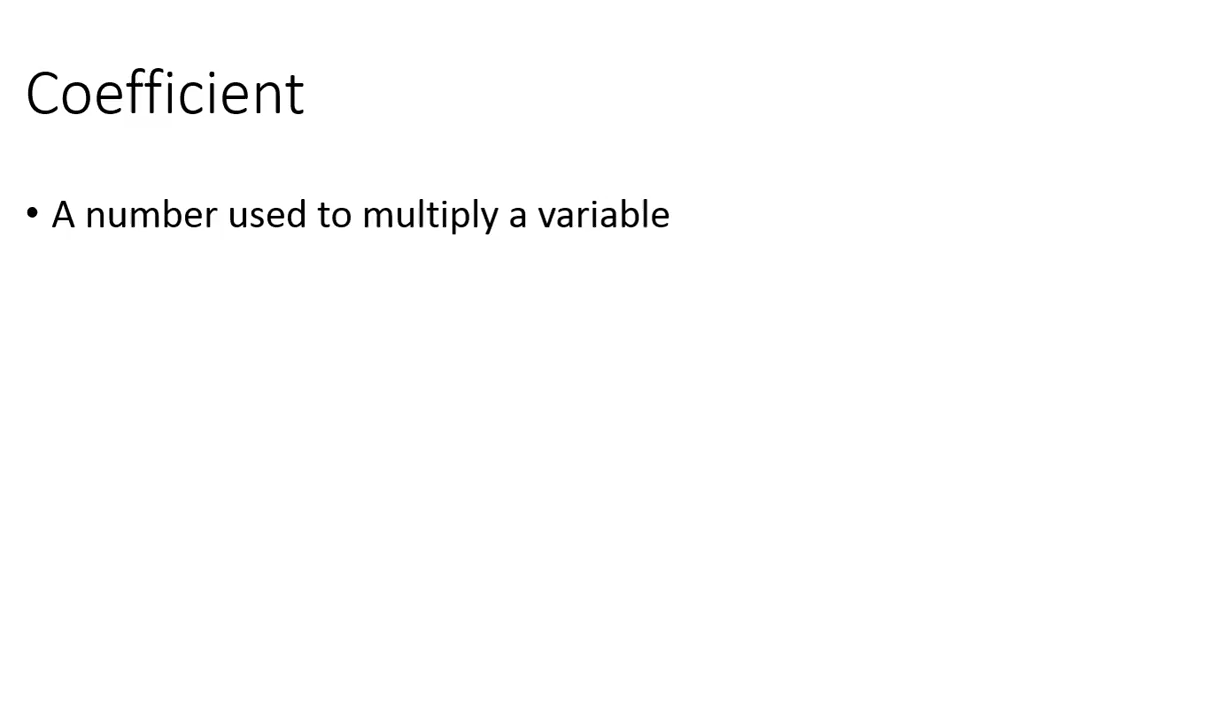 Coefficient
• A number used to multiply a variable